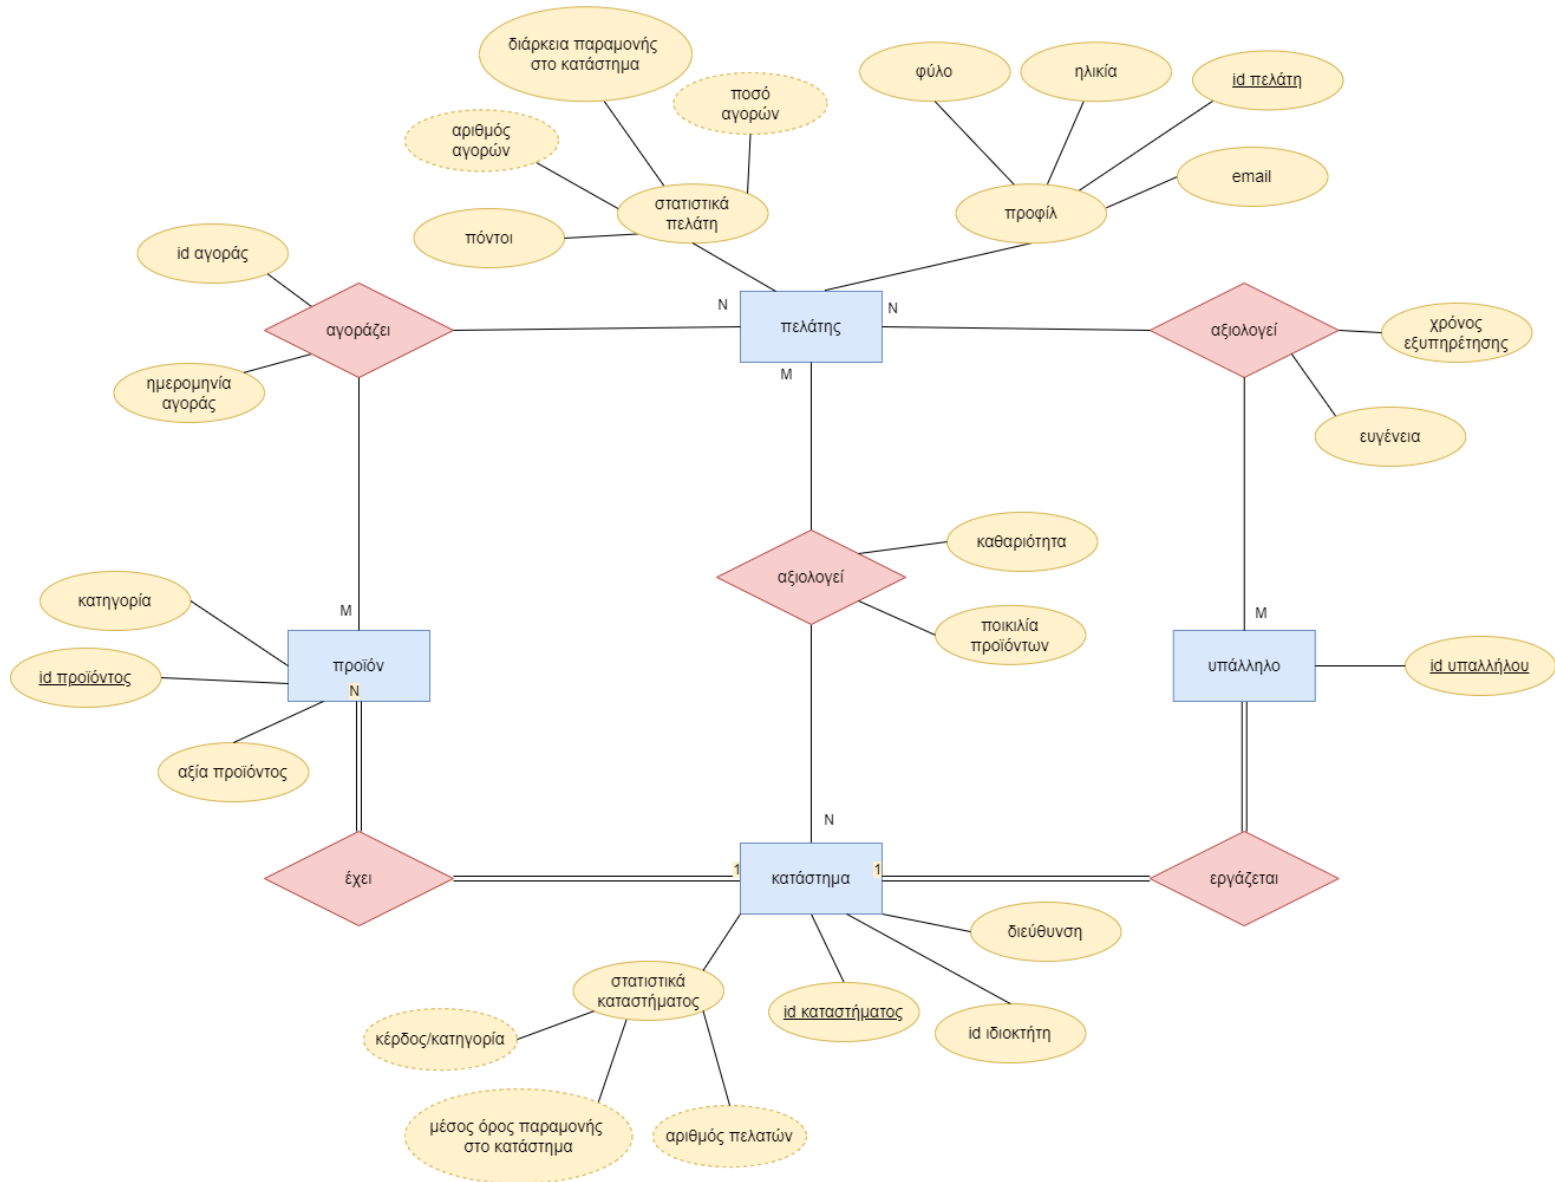 διάρκεια παραμονής
στο κατάστημα
ποσό
αγορών
αριθμός
αγορών
στατιστικά
πελάτη
πόντοι
φύλο
ηλικία
id πελάτη
email
προφίλ
id αγοράς
αγοράζει
ημερομηνία
αγοράς
N
πελάτης
N
M
αξιολογεί
χρόνος
εξυπηρέτησης
ευγένεια
κατηγορία
M
προϊόν
N
id προϊόντος
αξία προϊόντος
αξιολογεί
καθαριότητα
ποικιλία
προϊόντων
M
υπάλληλο
id υπαλλήλου
N
έχει
1
κατάστημα
1
εργάζεται
διεύθυνση
στατιστικά
καταστήματος
id καταστήματος
id ιδιοκτήτη
κέρδος/κατηγορία
μέσος όρος παραμονής
στο κατάστημα
αριθμός πελατών